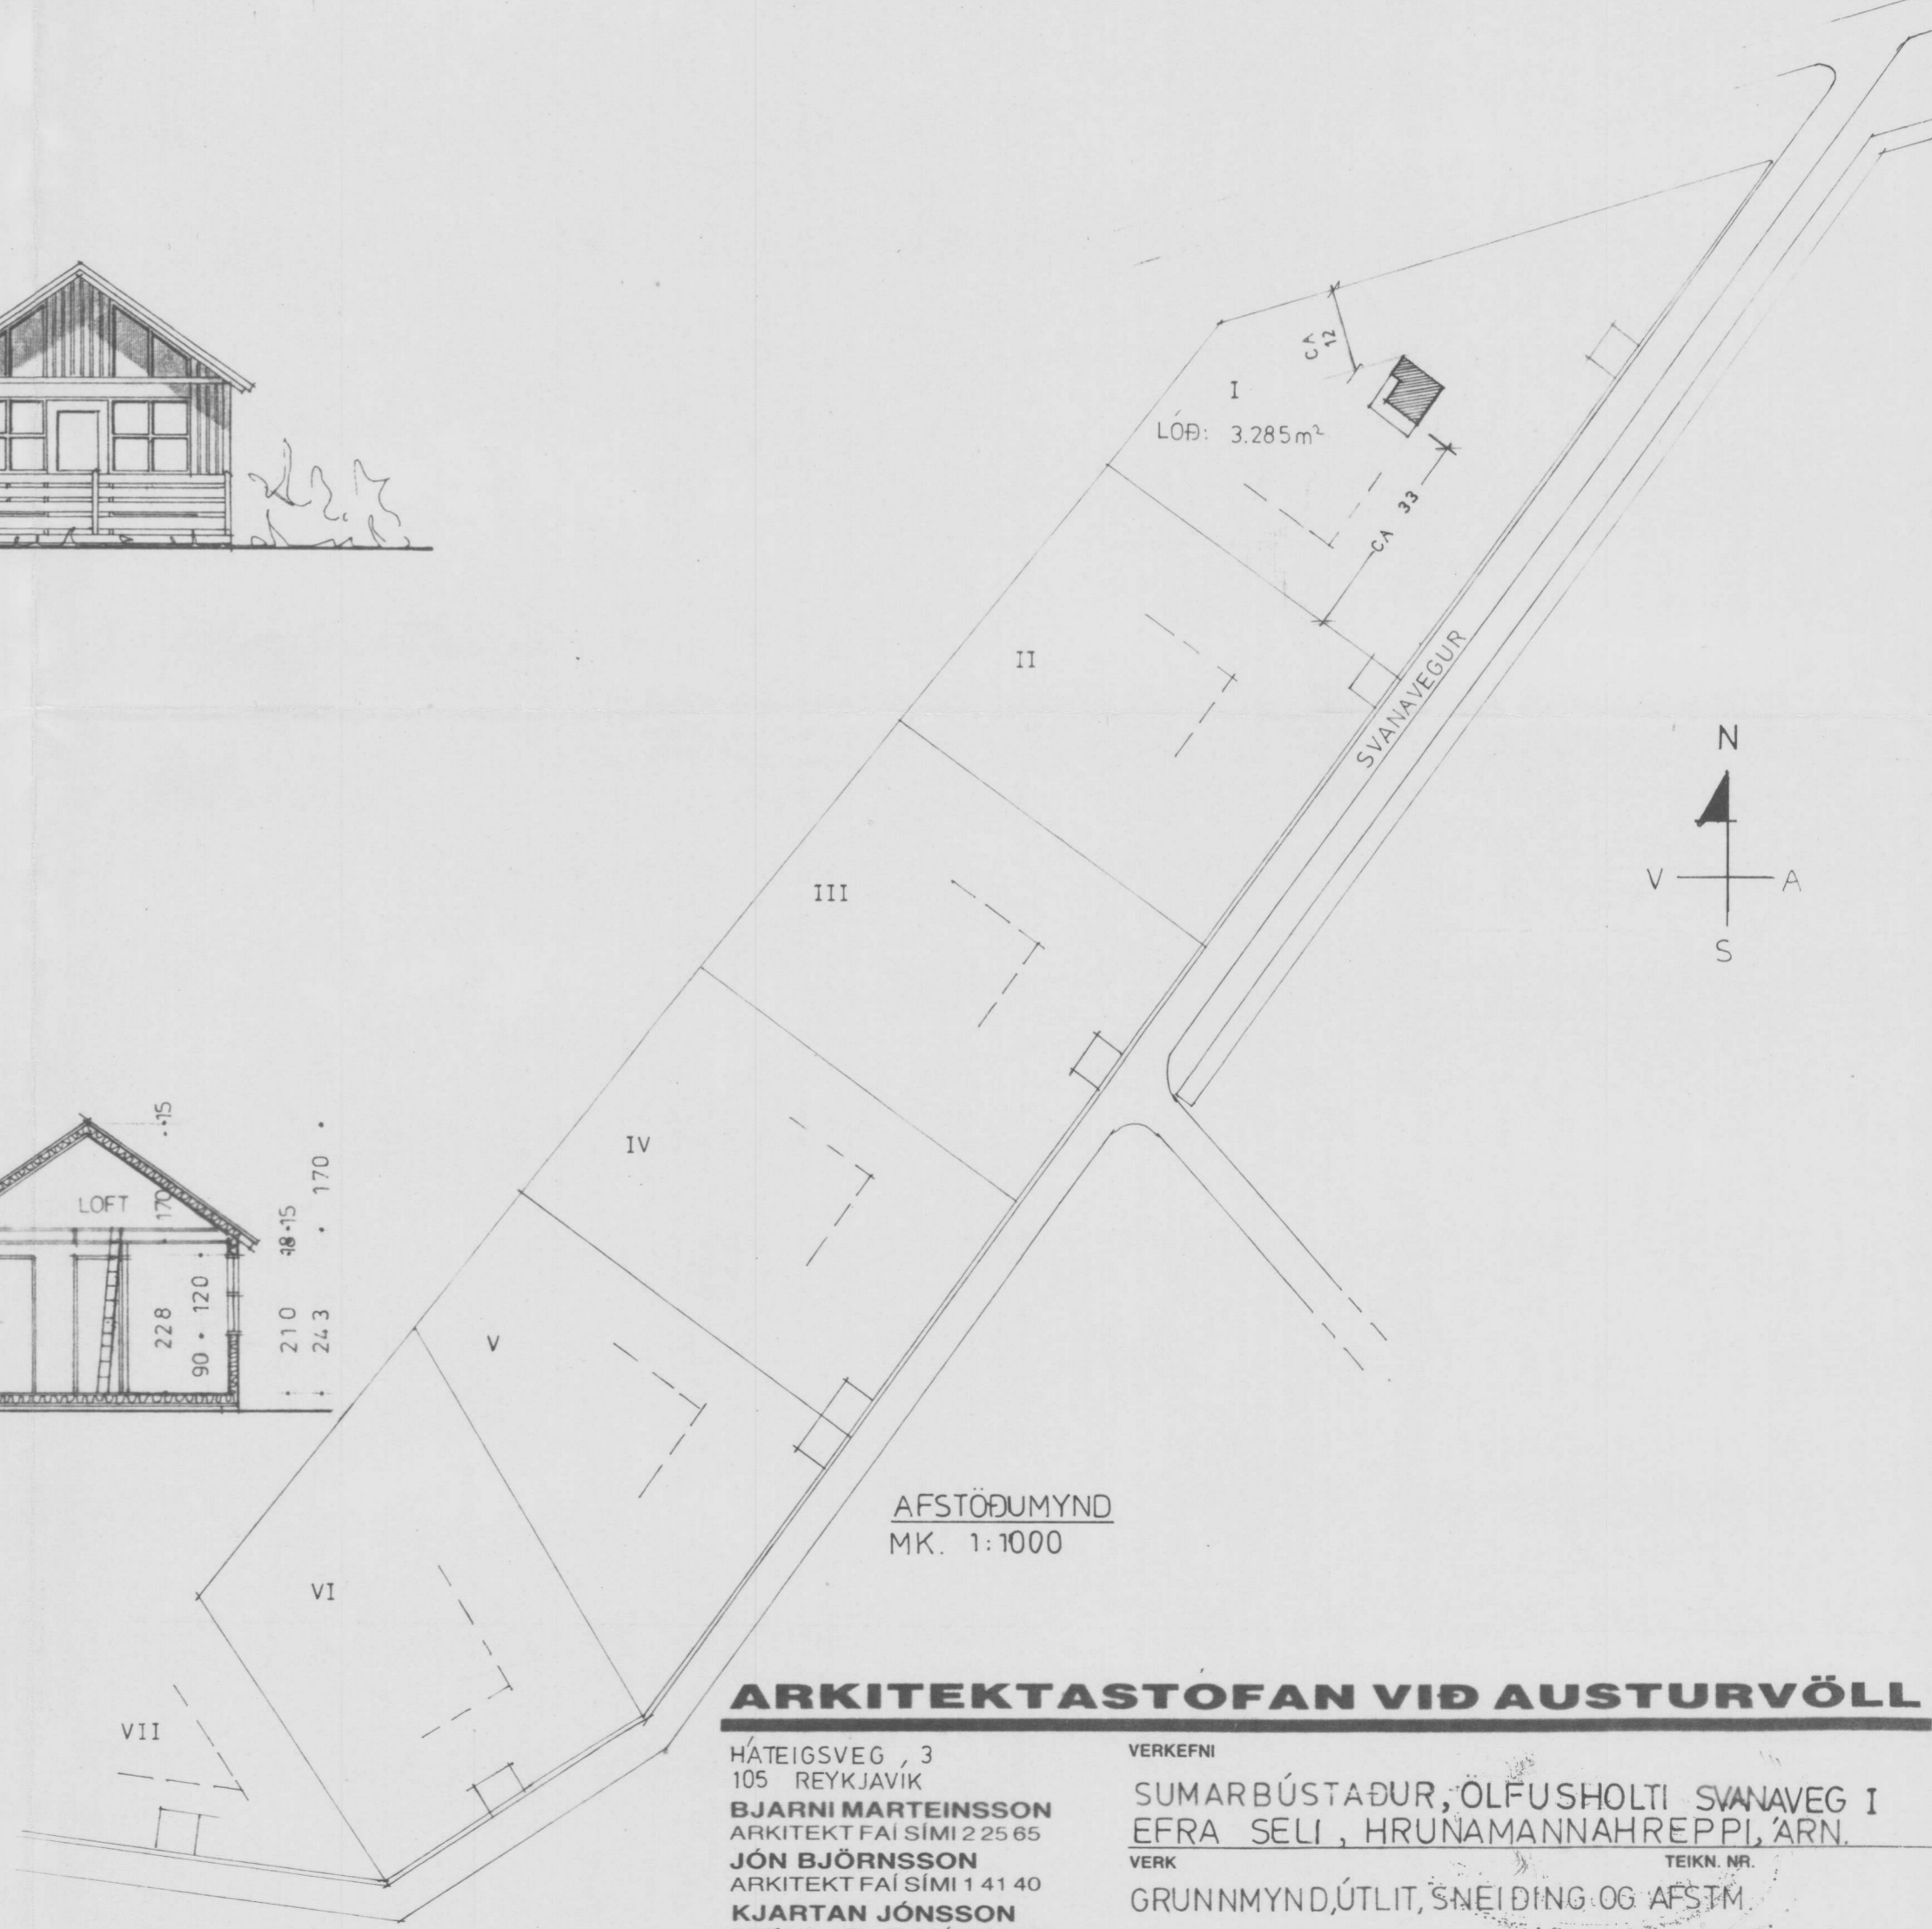 I
LÓÐ: 3.285m²
CA 12
CA 33
II
SVANAVEGUR
III
N
V A
S
IV
V
VI
VII
15
170
LOFT
170
18·15
228
90 · 120
210
243
AFSTÖÐUMYND
MK. 1:1000
ARKITEKTASTOFAN VIÐ AUSTURVÖLL
HÁTEIGSVEG , 3
105 REYKJAVÍK
BJARNI MARTEINSSON
ARKITEKT FAÍ SÍMI 2 25 65
JÓN BJÖRNSSON
ARKITEKT FAÍ SÍMI 1 41 40
KJARTAN JÓNSSON
VERKEFNI
SUMARBÚSTAÐUR, ÖLFUSHOLTI SVANAVEG I
EFRA SELI , HRUNAMANNAHREPPI, ÁRN.
VERK TEIKN. NR.
GRUNNMYND,ÚTLIT, SNEIÐING OG AFSTM.